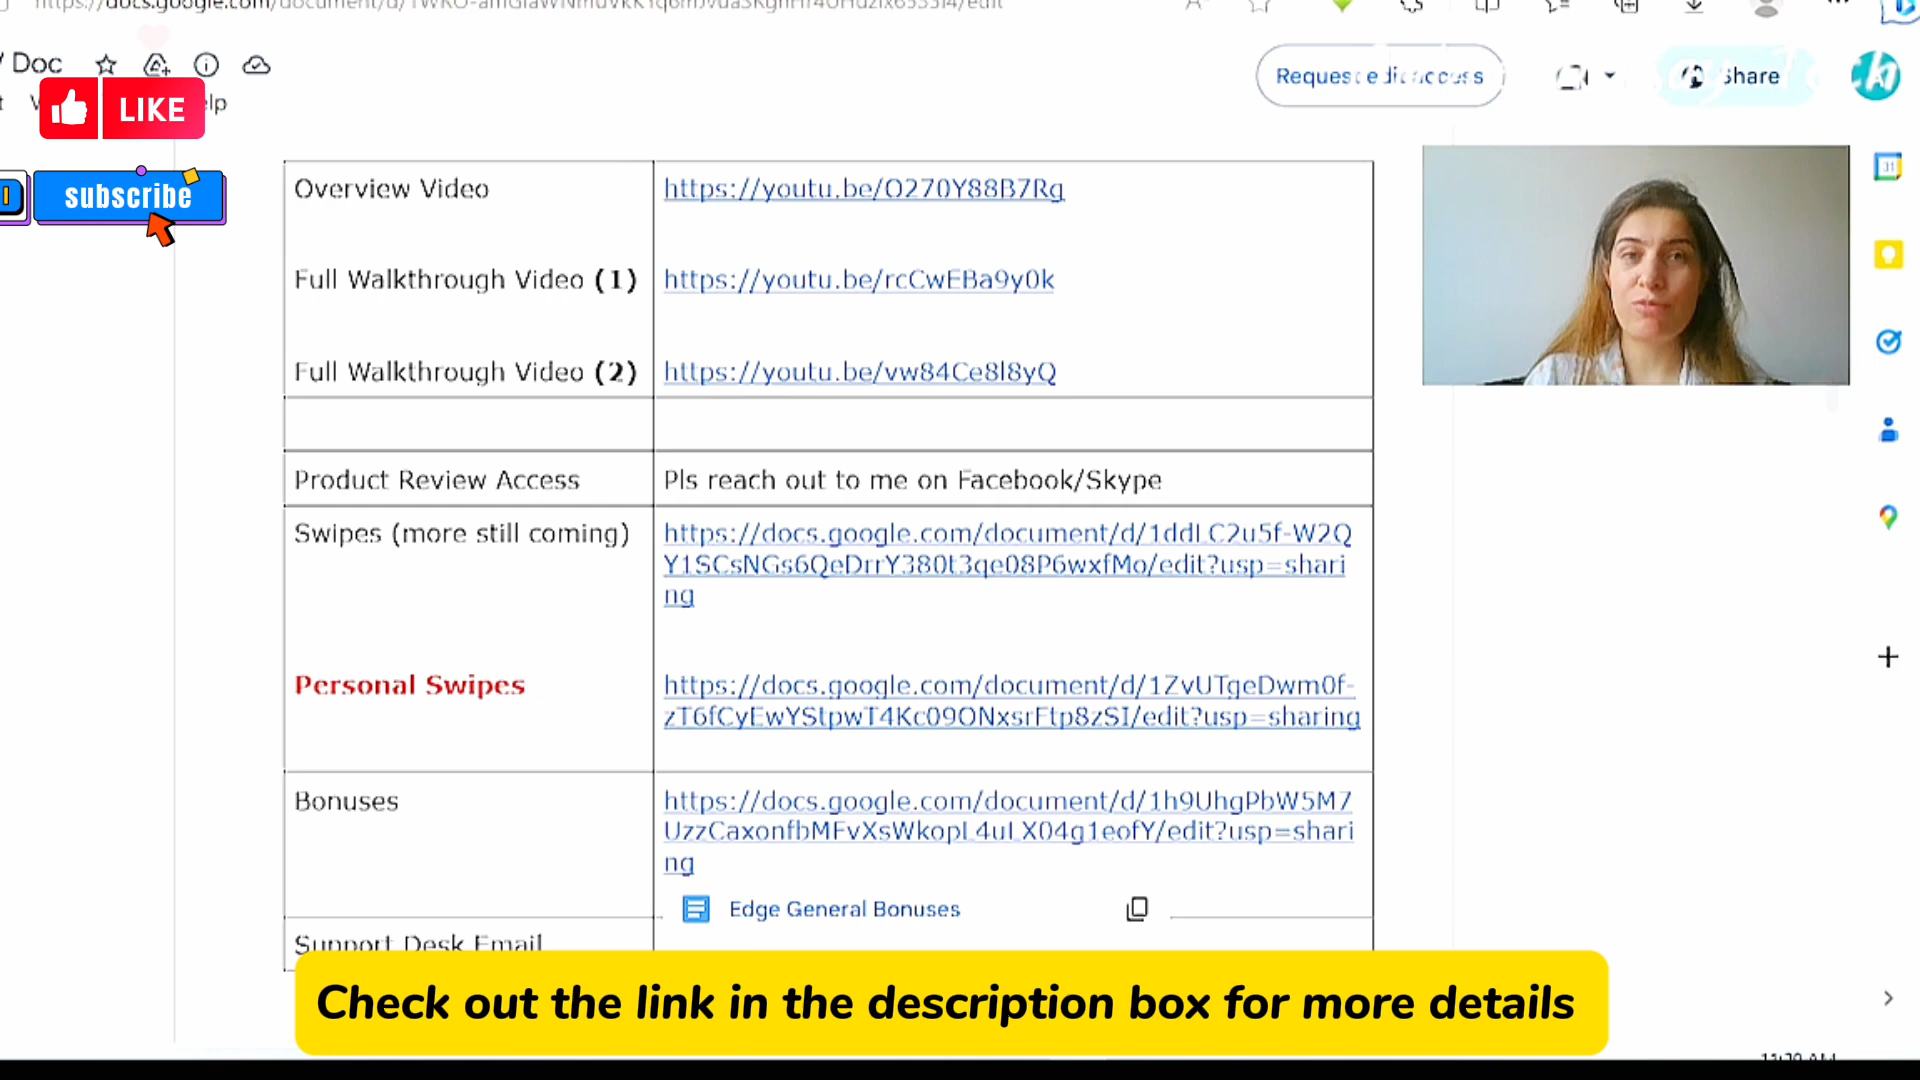 Doc
LIKE
elp
subscribe
Request edit access
Share
Overview Video
https://youtu.be/O270Y88B7Rg
Full Walkthrough Video (1)
https://youtu.be/rcCwEBa9y0k
Full Walkthrough Video (2)
https://youtu.be/vw84Ce8l8yQ
Product Review Access
Pls reach out to me on Facebook/Skype
Swipes (more still coming)
https://docs.google.com/document/d/1ddLC2u5f-W2Q
Y1SCsNGs6QeDrrY380t3qe08P6wxfMo/edit?usp=shari
ng
Personal Swipes
https://docs.google.com/document/d/1ZvUTgeDwm0f-
zT6fCyEwYStpwT4Kc09ONxsrFtp8zSI/edit?usp=sharing
Bonuses
https://docs.google.com/document/d/1h9UhgPbW5M7
UzzCaxonfbMFvXsWkopL4uLX04g1eofY/edit?usp=shari
ng
Edge General Bonuses
Support Desk Email
Check out the link in the description box for more details